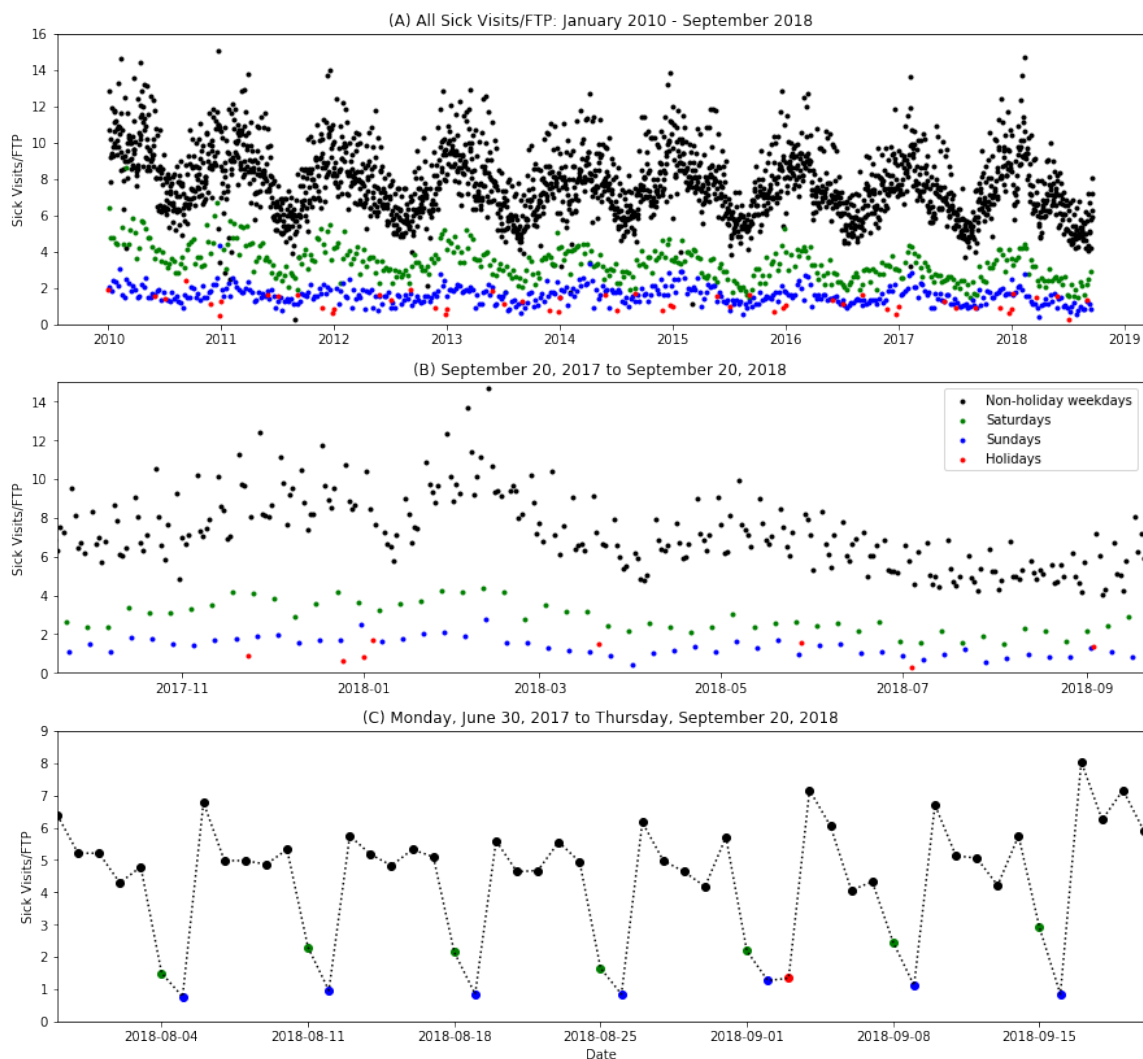 (A) All Sick Visits/FTP: January 2010 - September 2018
16
14
12
10
8
6
4
2
0
Sick Visits/FTP
2010 2011 2012 2013 2014 2015 2016 2017 2018 2019
(B) September 20, 2017 to September 20, 2018
14
12
10
8
6
4
2
0
Sick Visits/FTP
Non-holiday weekdays
Saturdays
Sundays
Holidays
2017-11 2018-01 2018-03 2018-05 2018-07 2018-09
(C) Monday, June 30, 2017 to Thursday, September 20, 2018
9
8
7
6
5
4
3
2
1
0
Sick Visits/FTP
2018-08-04 2018-08-11 2018-08-18 2018-08-25 2018-09-01 2018-09-08 2018-09-15
Date